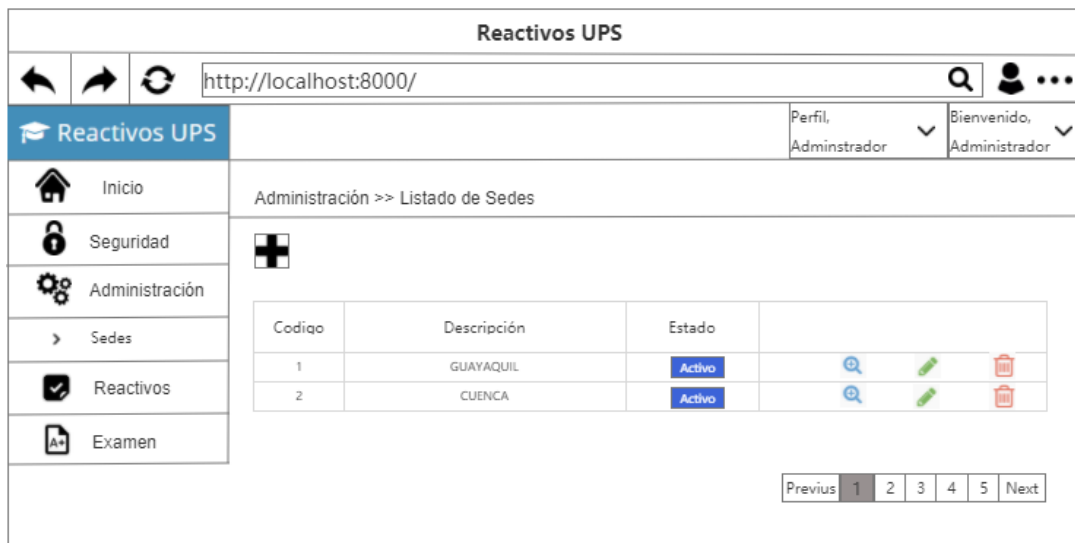 Reactivos UPS
http://localhost:8000/
Reactivos UPS
Perfil,
Adminstrador
Bienvenido,
Administrador
Inicio
Seguridad
Administración
Sedes
Reactivos
A+
Examen
Administración >> Listado de Sedes
Codigo Descripción Estado
1 GUAYAQUIL Activo
2 CUENCA Activo
Previus 1 2 3 4 5 Next